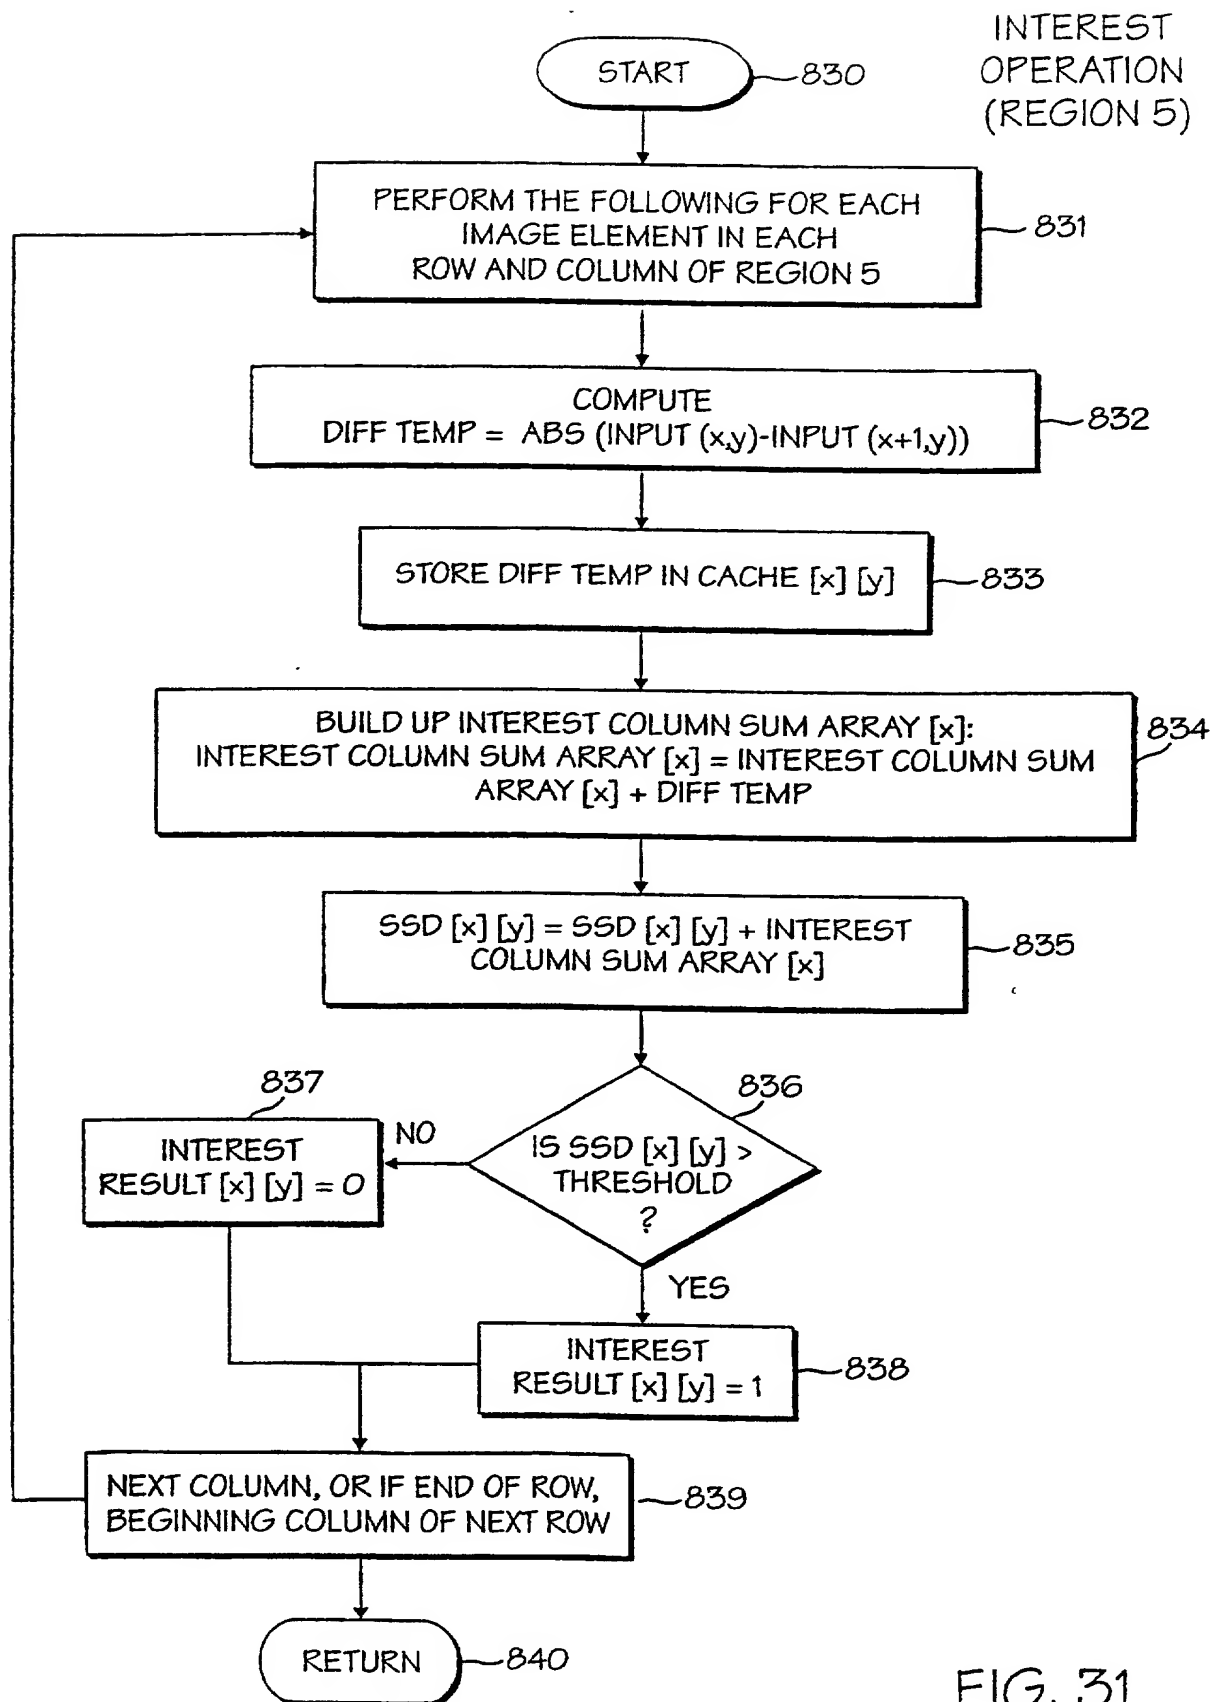 INTEREST
OPERATION
(REGION 5)
START
830
PERFORM THE FOLLOWING FOR EACH
IMAGE ELEMENT IN EACH
ROW AND COLUMN OF REGION 5
831
COMPUTE
DIFF TEMP = ABS (INPUT (x,y)-INPUT (x+1,y))
832
STORE DIFF TEMP IN CACHE [x] [y]
833
BUILD UP INTEREST COLUMN SUM ARRAY [x]:
INTEREST COLUMN SUM ARRAY [x] = INTEREST COLUMN SUM
ARRAY [x] + DIFF TEMP
834
SSD [x] [y] = SSD [x] [y] + INTEREST
COLUMN SUM ARRAY [x]
835
836
IS SSD [x] [y] >
THRESHOLD
?
NO
837
INTEREST
RESULT [x] [y] = 0
YES
INTEREST
RESULT [x] [y] = 1
838
NEXT COLUMN, OR IF END OF ROW,
BEGINNING COLUMN OF NEXT ROW
839
RETURN
840
FIG. 31